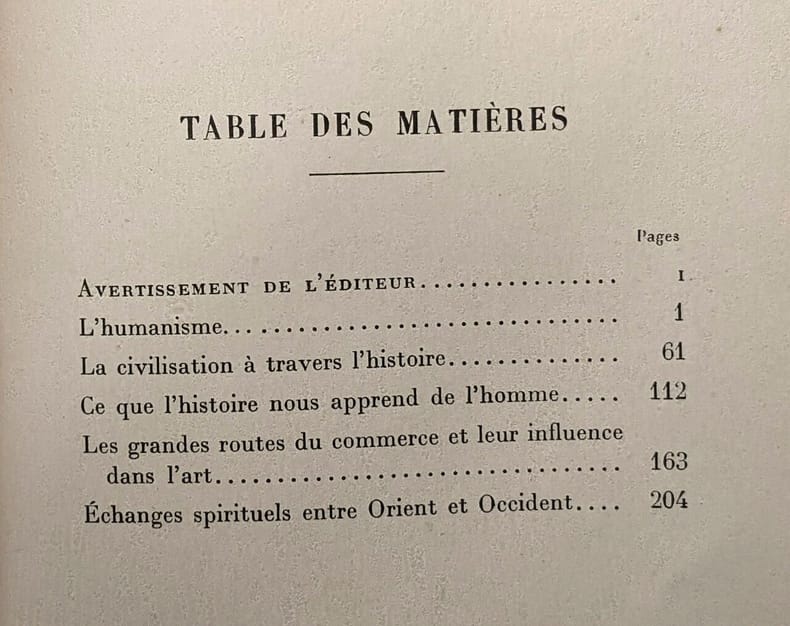 TABLE DES MATIÈRES
Pages
AVERTISSEMENT DE L'ÉDITEUR................. I
L'humanisme................................ 1
La civilisation à travers l'histoire.............. 61
Ce que l'histoire nous apprend de l'homme..... 112
Les grandes routes du commerce et leur influence
dans l'art.................................. 163
Échanges spirituels entre Orient et Occident.... 204